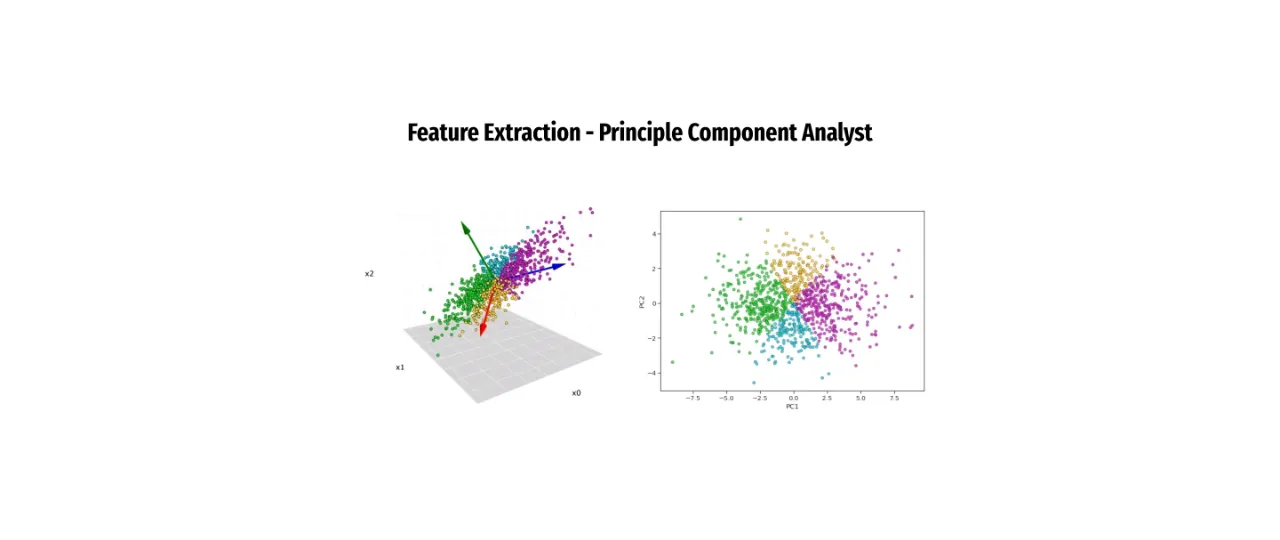 Feature Extraction - Principle Component Analyst
x2
x1
x0
PC2
4
2
0
−2
−4
−7.5 −5.0 −2.5 0.0 2.5 5.0 7.5
PC1